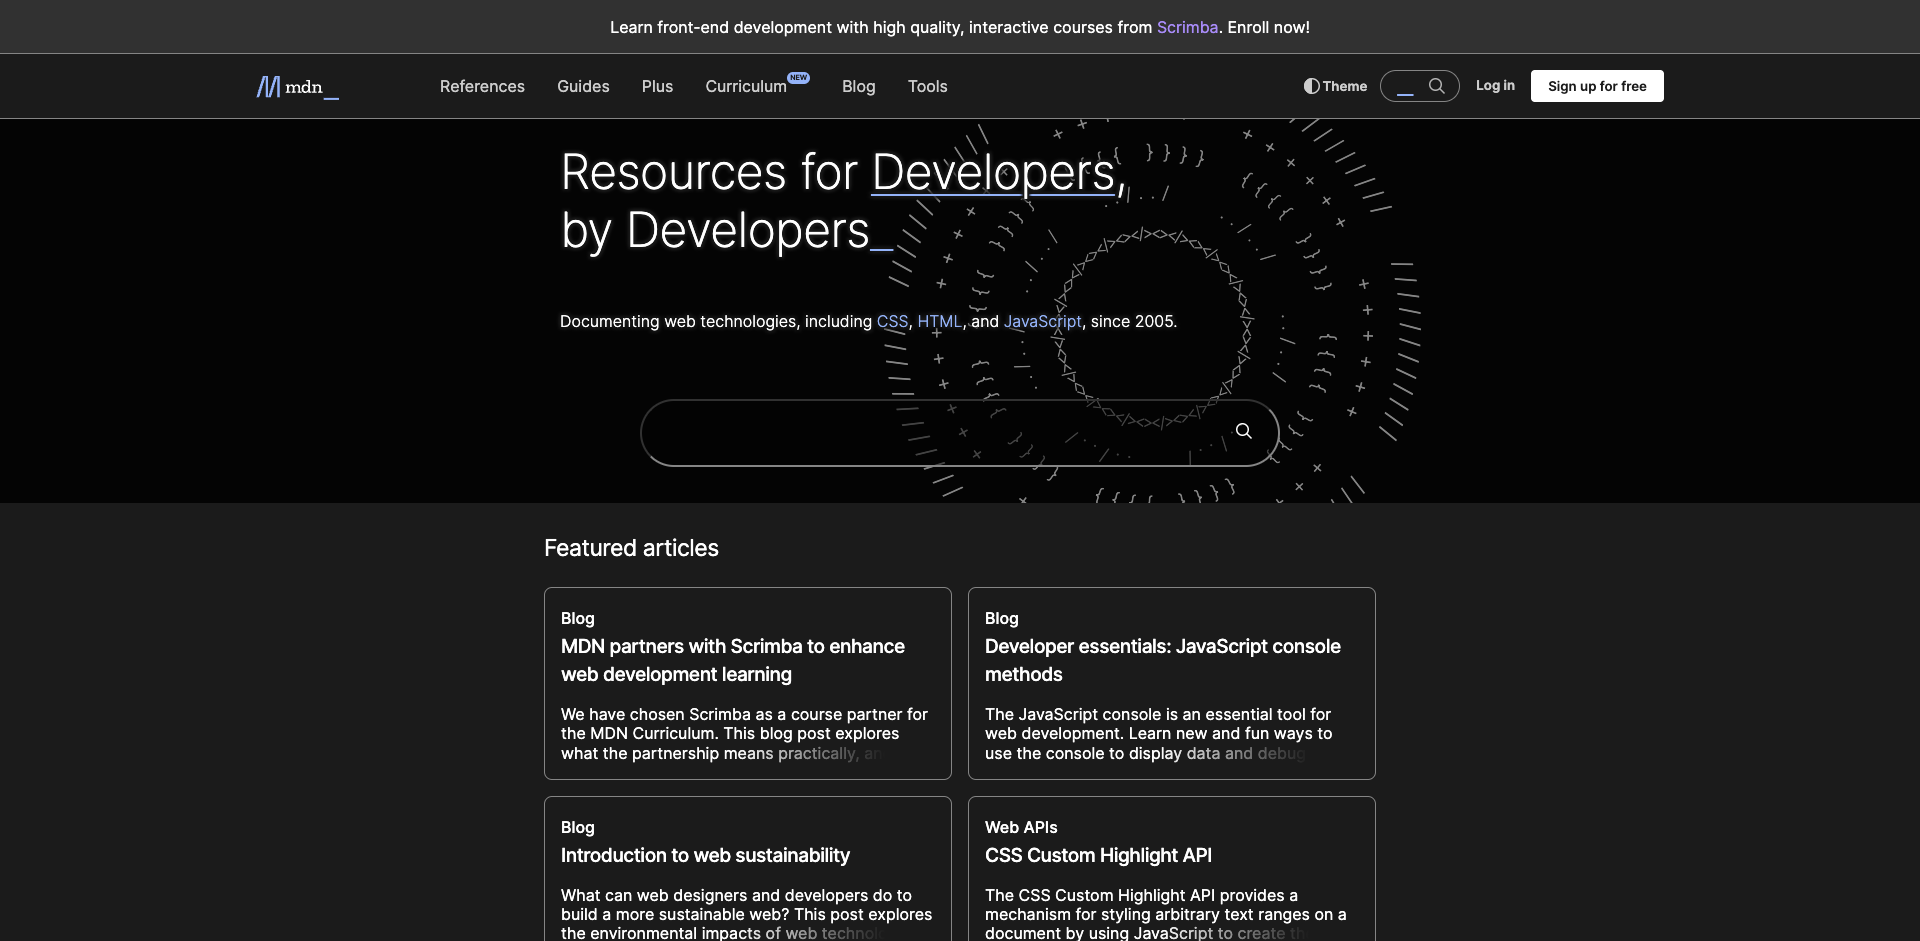 Learn front-end development with high quality, interactive courses from Scrimba. Enroll now!
mdn_
References Guides Plus Curriculum NEW Blog Tools
Theme Log in Sign up for free
Resources for Developers,
by Developers_
Documenting web technologies, including CSS, HTML, and JavaScript, since 2005.
Featured articles
Blog
MDN partners with Scrimba to enhance
web development learning
We have chosen Scrimba as a course partner for
the MDN Curriculum. This blog post explores
what the partnership means practically,
Blog
Developer essentials: JavaScript console
methods
The JavaScript console is an essential tool for
web development. Learn new and fun ways to
use the console to display data and debug
Blog
Introduction to web sustainability
What can web designers and developers do to
build a more sustainable web? This post explores
the environmental impacts of web
Web APIs
CSS Custom Highlight API
The CSS Custom Highlight API provides a
mechanism for styling arbitrary text ranges on a
document by using JavaScript to create